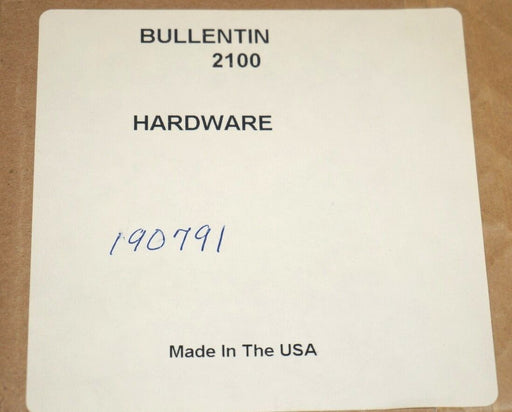 BULLENTIN
2100
HARDWARE
190791
Made In The USA